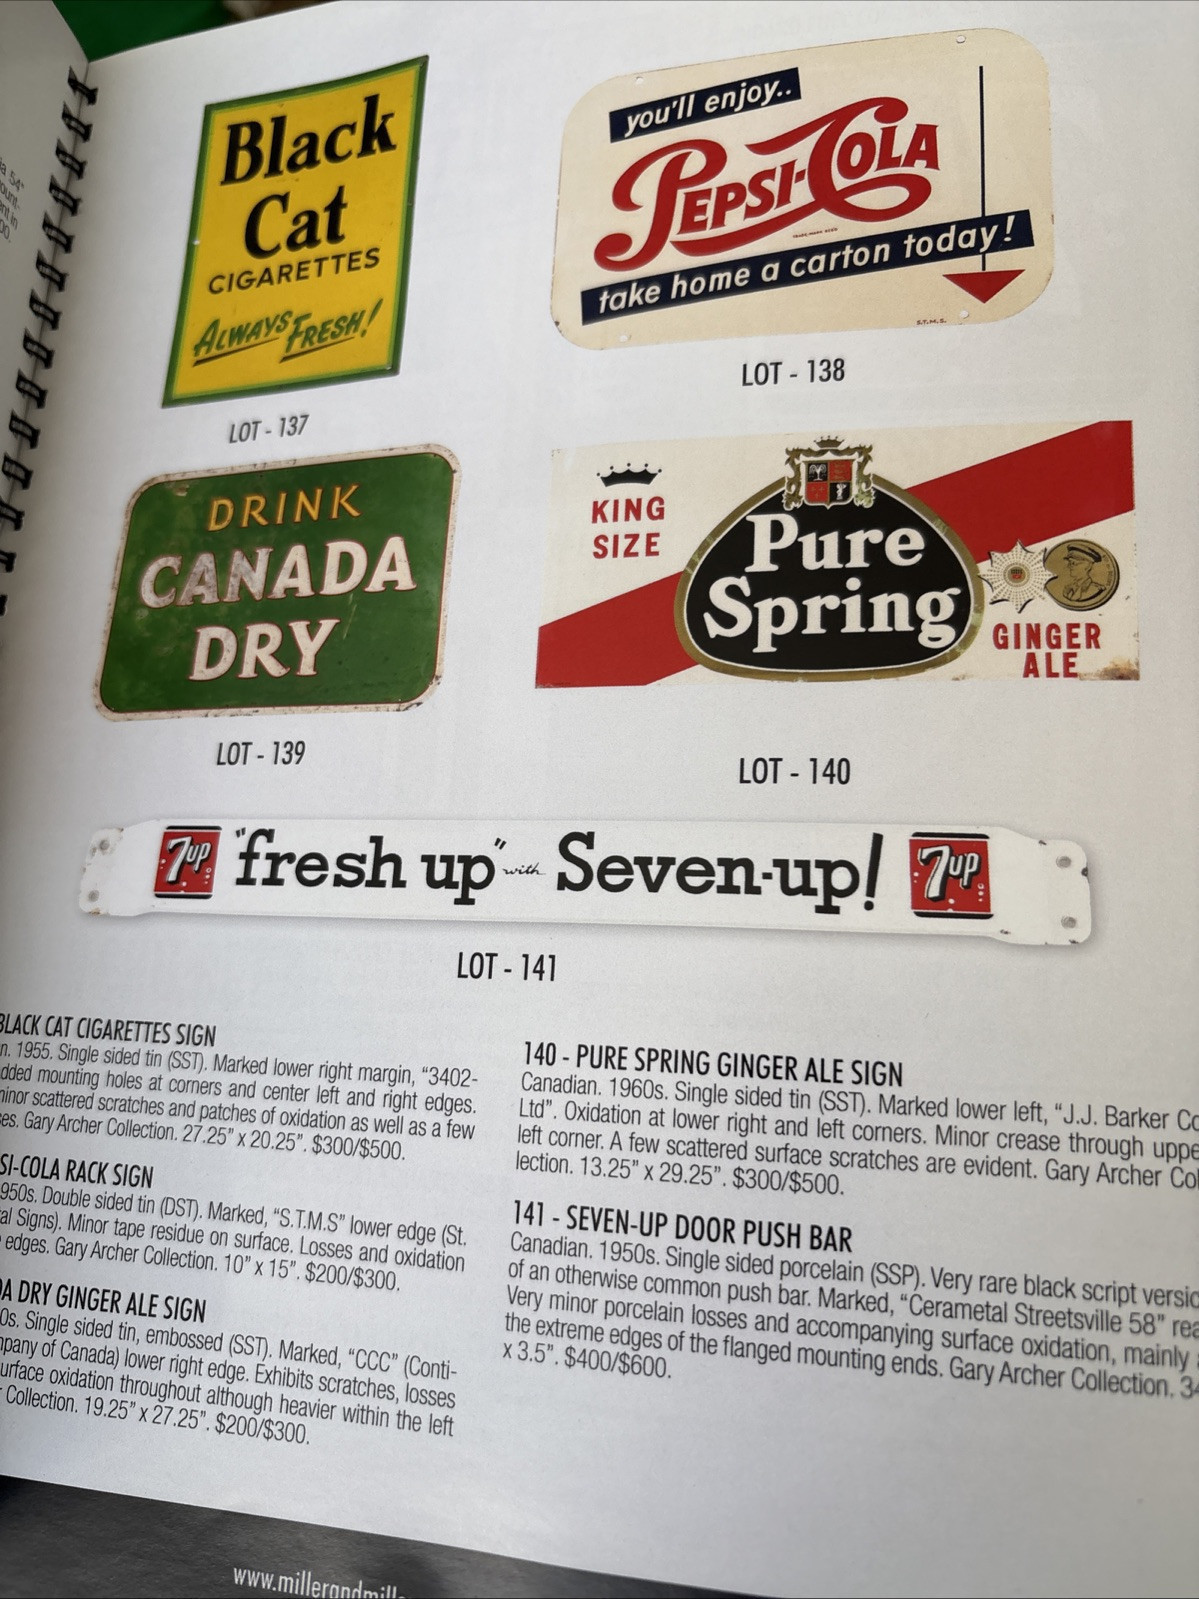 Black
Cat
CIGARETTES
ALWAYS FRESH!
LOT - 137
you'll enjoy..
PEPSI-COLA
take home a carton today!
S.T.M.S.
LOT - 138
DRINK
CANADA
DRY
LOT - 139
KING
SIZE
Pure
Spring
GINGER
ALE
LOT - 140
7up "fresh up" with Seven-up! 7up
LOT - 141
BLACK CAT CIGARETTES SIGN
n. 1955. Single sided tin (SST). Marked lower right margin, "3402-
dded mounting holes at corners and center left and right edges.
minor scattered scratches and patches of oxidation as well as a few
es. Gary Archer Collection. 27.25" x 20.25". $300/$500.
SI-COLA RACK SIGN
950s. Double sided tin (DST). Marked, "S.T.M.S" lower edge (St.
al Signs). Minor tape residue on surface. Losses and oxidation
edges. Gary Archer Collection. 10" x 15". $200/$300.
DA DRY GINGER ALE SIGN
0s. Single sided tin, embossed (SST). Marked, "CCC" (Conti-
pany of Canada) lower right edge. Exhibits scratches, losses
urface oxidation throughout although heavier within the left
Collection. 19.25" x 27.25". $200/$300.
140 - PURE SPRING GINGER ALE SIGN
Canadian. 1960s. Single sided tin (SST). Marked lower left, "J.J. Barker Co
Ltd". Oxidation at lower right and left corners. Minor crease through uppe
left corner. A few scattered surface scratches are evident. Gary Archer Col
lection. 13.25" x 29.25". $300/$500.
141 - SEVEN-UP DOOR PUSH BAR
Canadian. 1950s. Single sided porcelain (SSP). Very rare black script versio
of an otherwise common push bar. Marked, "Cerametal Streetsville 58" rea
Very minor porcelain losses and accompanying surface oxidation, mainly
the extreme edges of the flanged mounting ends. Gary Archer Collection. 34
x 3.5". $400/$600.
www.millerandmill